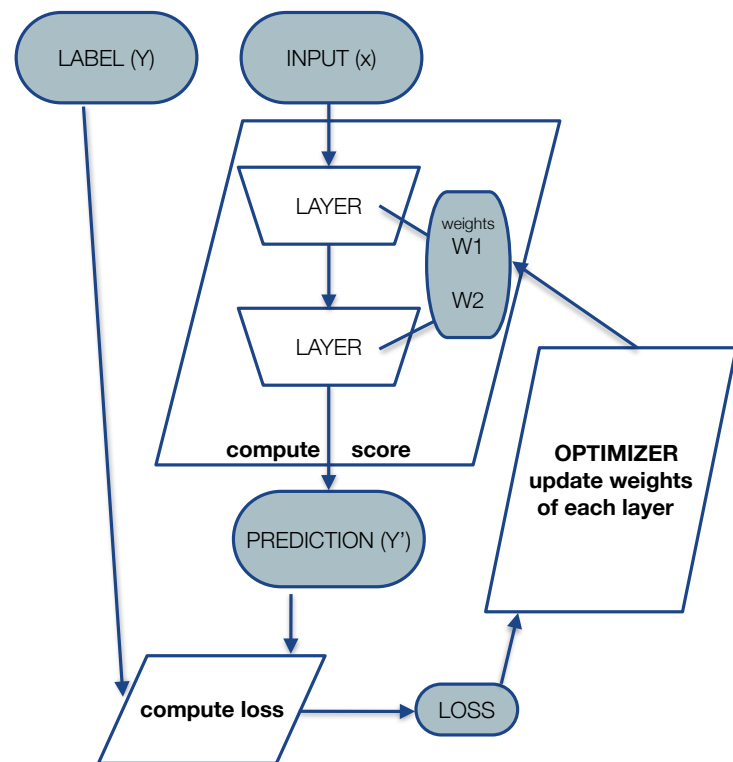 LABEL (Y)
INPUT (x)
LAYER
weights
W1
W2
LAYER
compute score
OPTIMIZER
update weights
of each layer
PREDICTION (Y’)
compute loss
LOSS